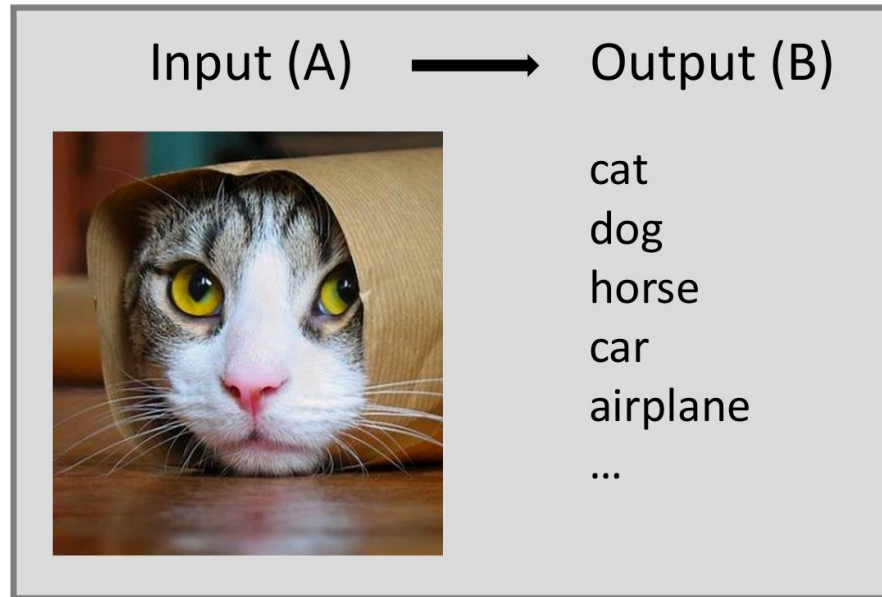 Input (A) → Output (B)
cat
dog
horse
car
airplane
...